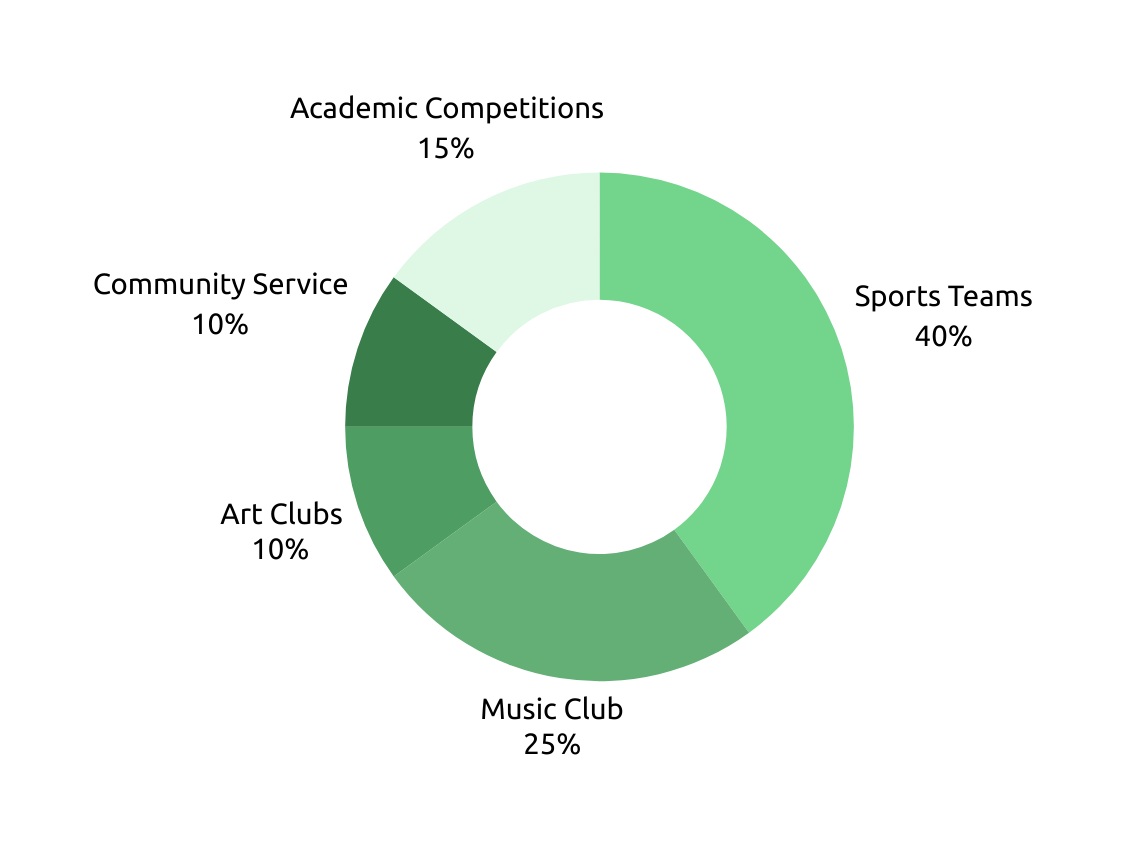 Academic Competitions
15%
Community Service
10%
Sports Teams
40%
Art Clubs
10%
Music Club
25%